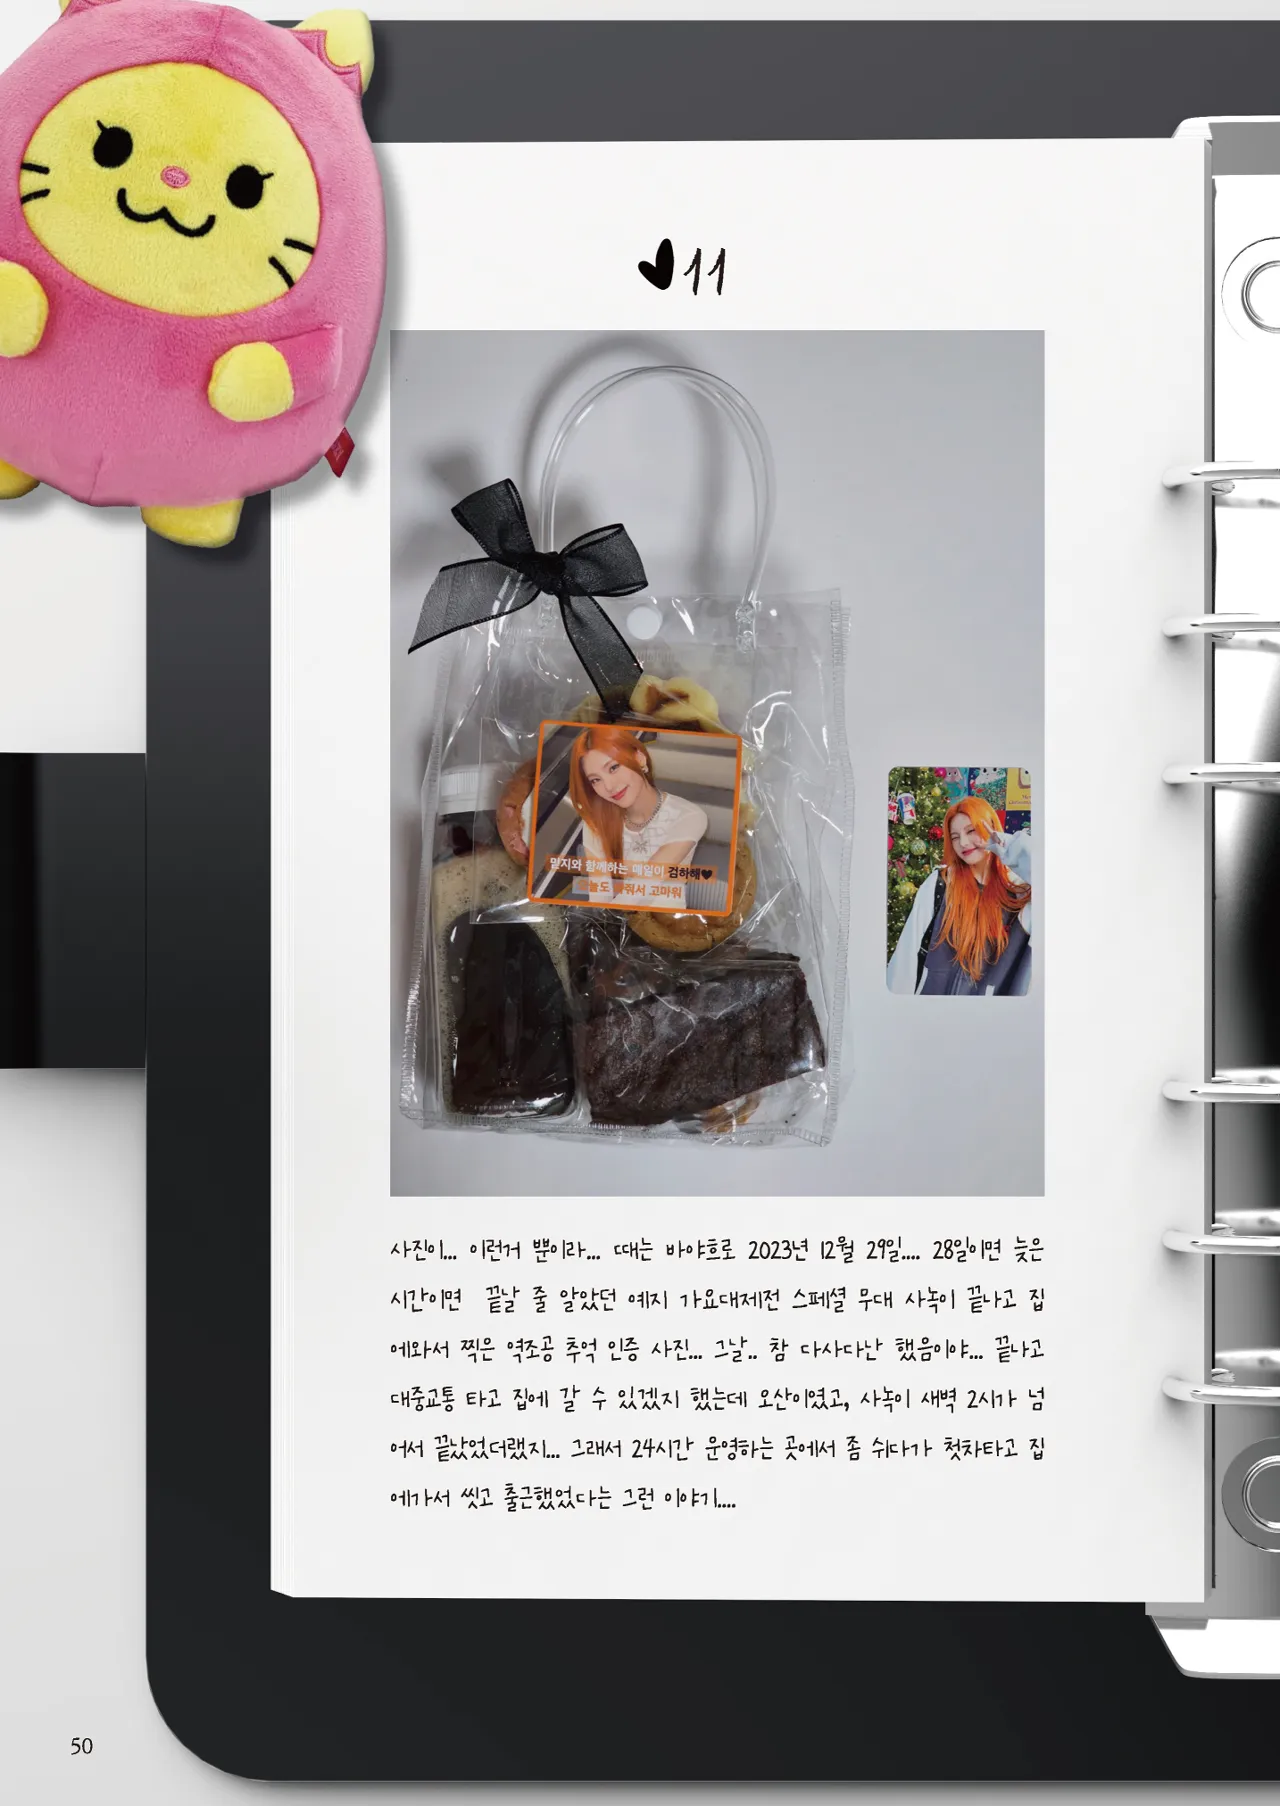 11
믿지와 함께하는 매일이 검하해♥
오늘도 와줘서 고마워
사진이... 이런거 뿐이라... 때는 바야흐로 2023년 12월 29일.... 28일이면 늦은
시간이면 끝날 줄 알았던 예지 가요대제전 스페셜 무대 사녹이 끝나고 집
에와서 찍은 역조공 추억 인증 사진... 그날.. 참 다사다난 했음이야... 끝나고
대중교통 타고 집에 갈 수 있겠지 했는데 오산이였고, 사녹이 새벽 2시가 넘
어서 끝났었더랬지... 그래서 24시간 운영하는 곳에서 좀 쉬다가 첫차타고 집
에가서 씻고 출근했었다는 그런 이야기....
50